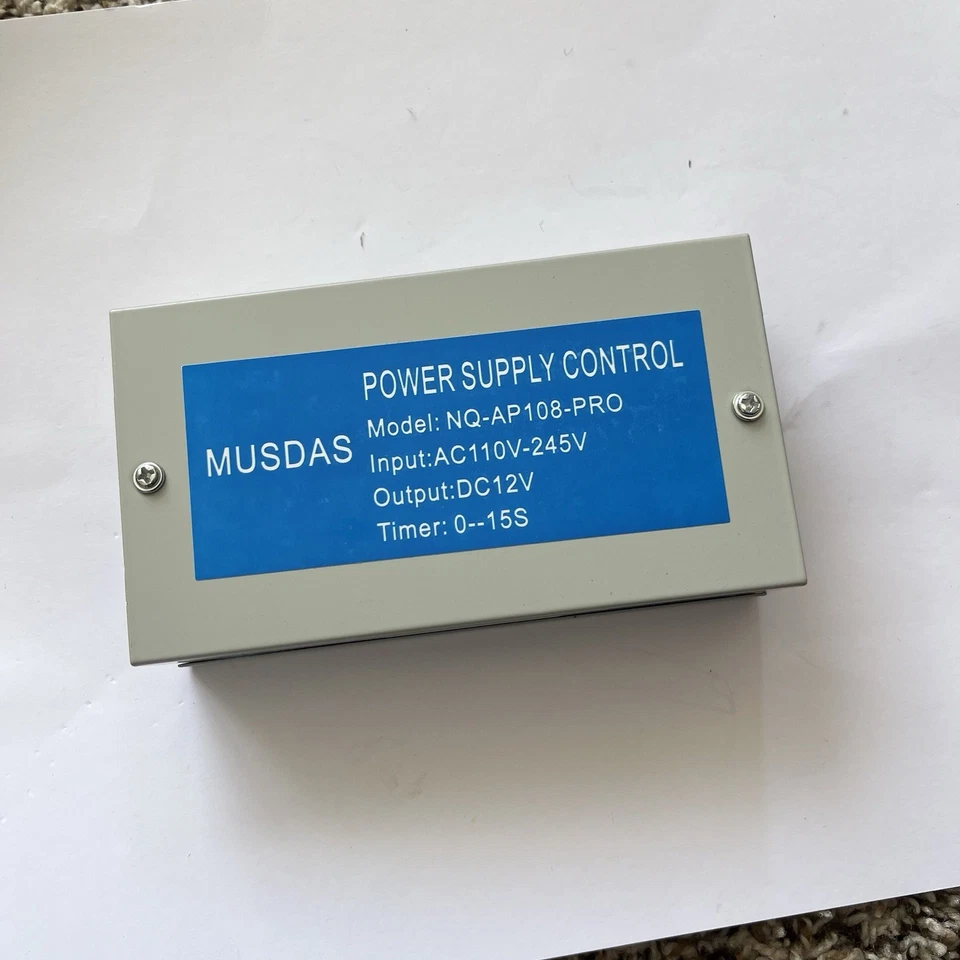 POWER SUPPLY CONTROL
MUSDAS
Model: NQ-AP108-PRO
Input:AC110V-245V
Output:DC12V
Timer: 0--15S